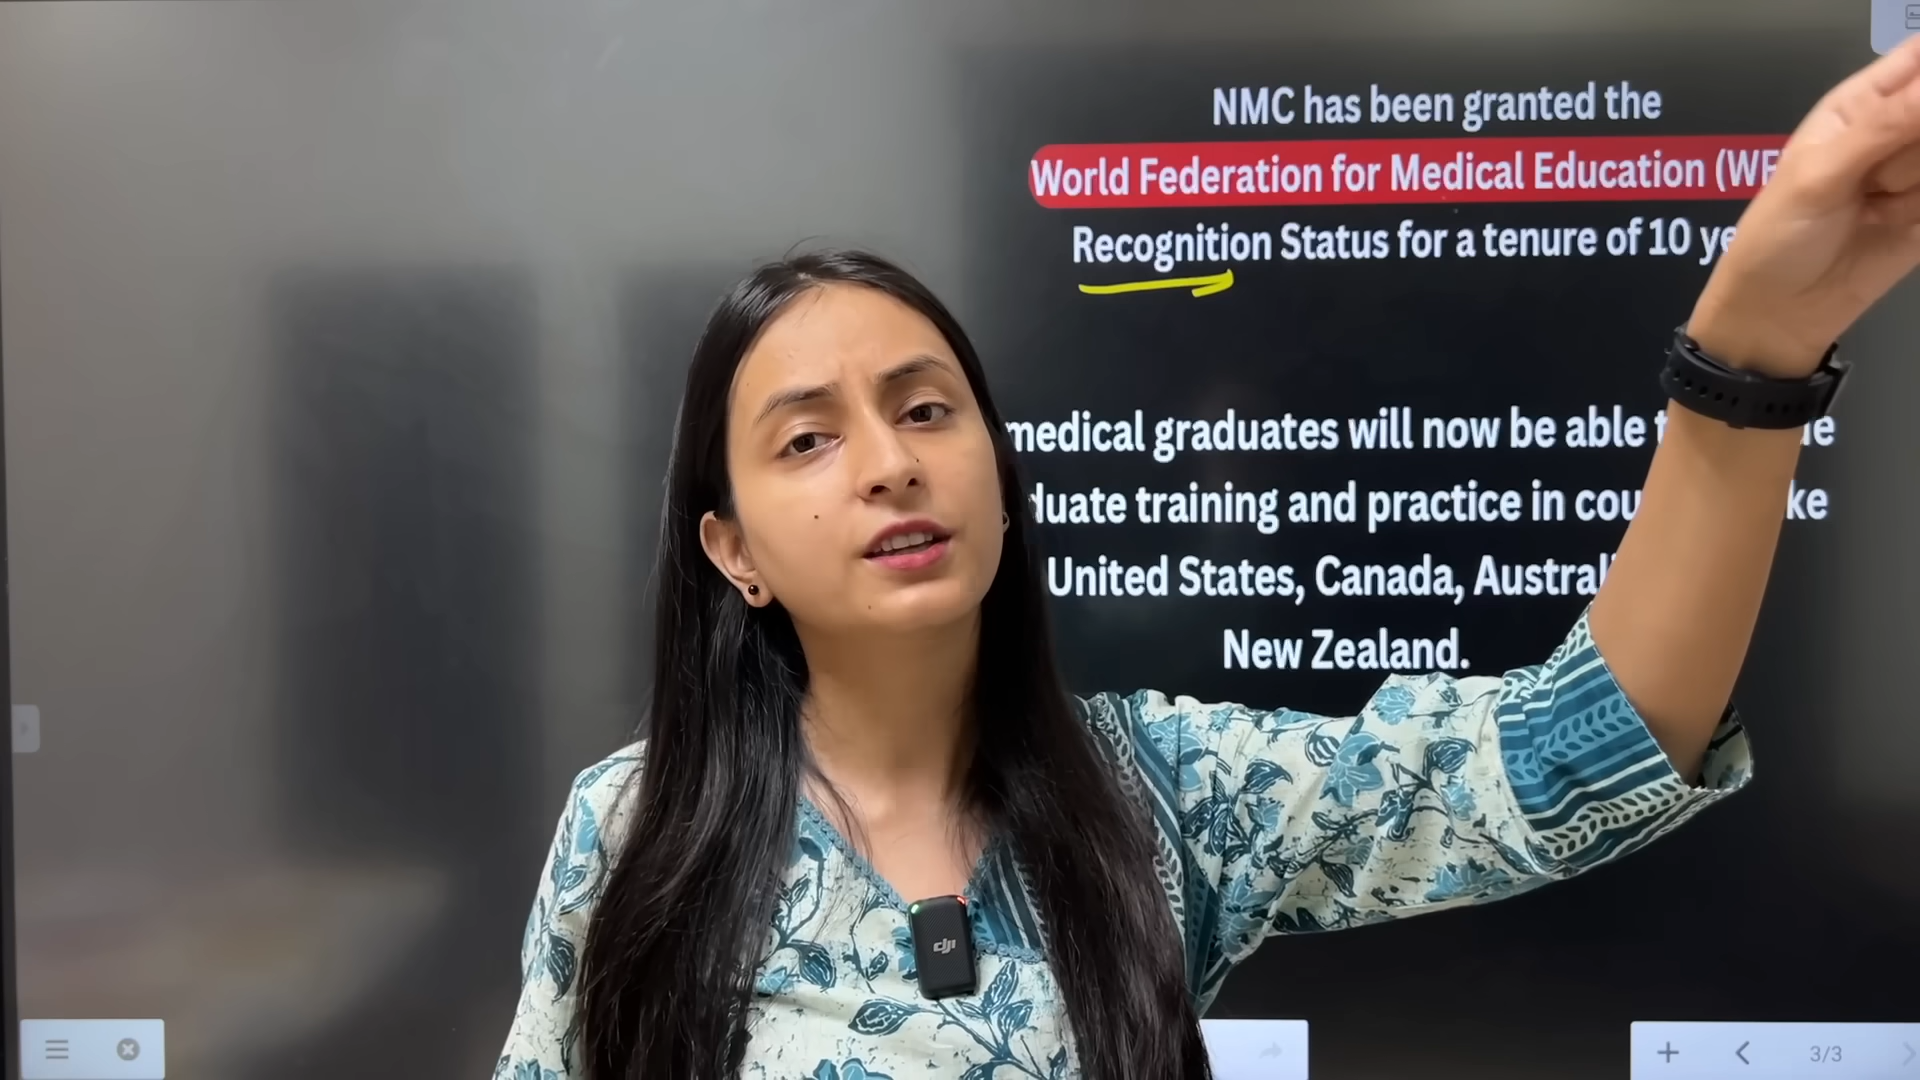 NMC has been granted the
World Federation for Medical Education (WF
Recognition Status for a tenure of 10 ye
medical graduates will now be able
duate training and practice in cou ke
United States, Canada, Austral
New Zealand.
dji
3/3